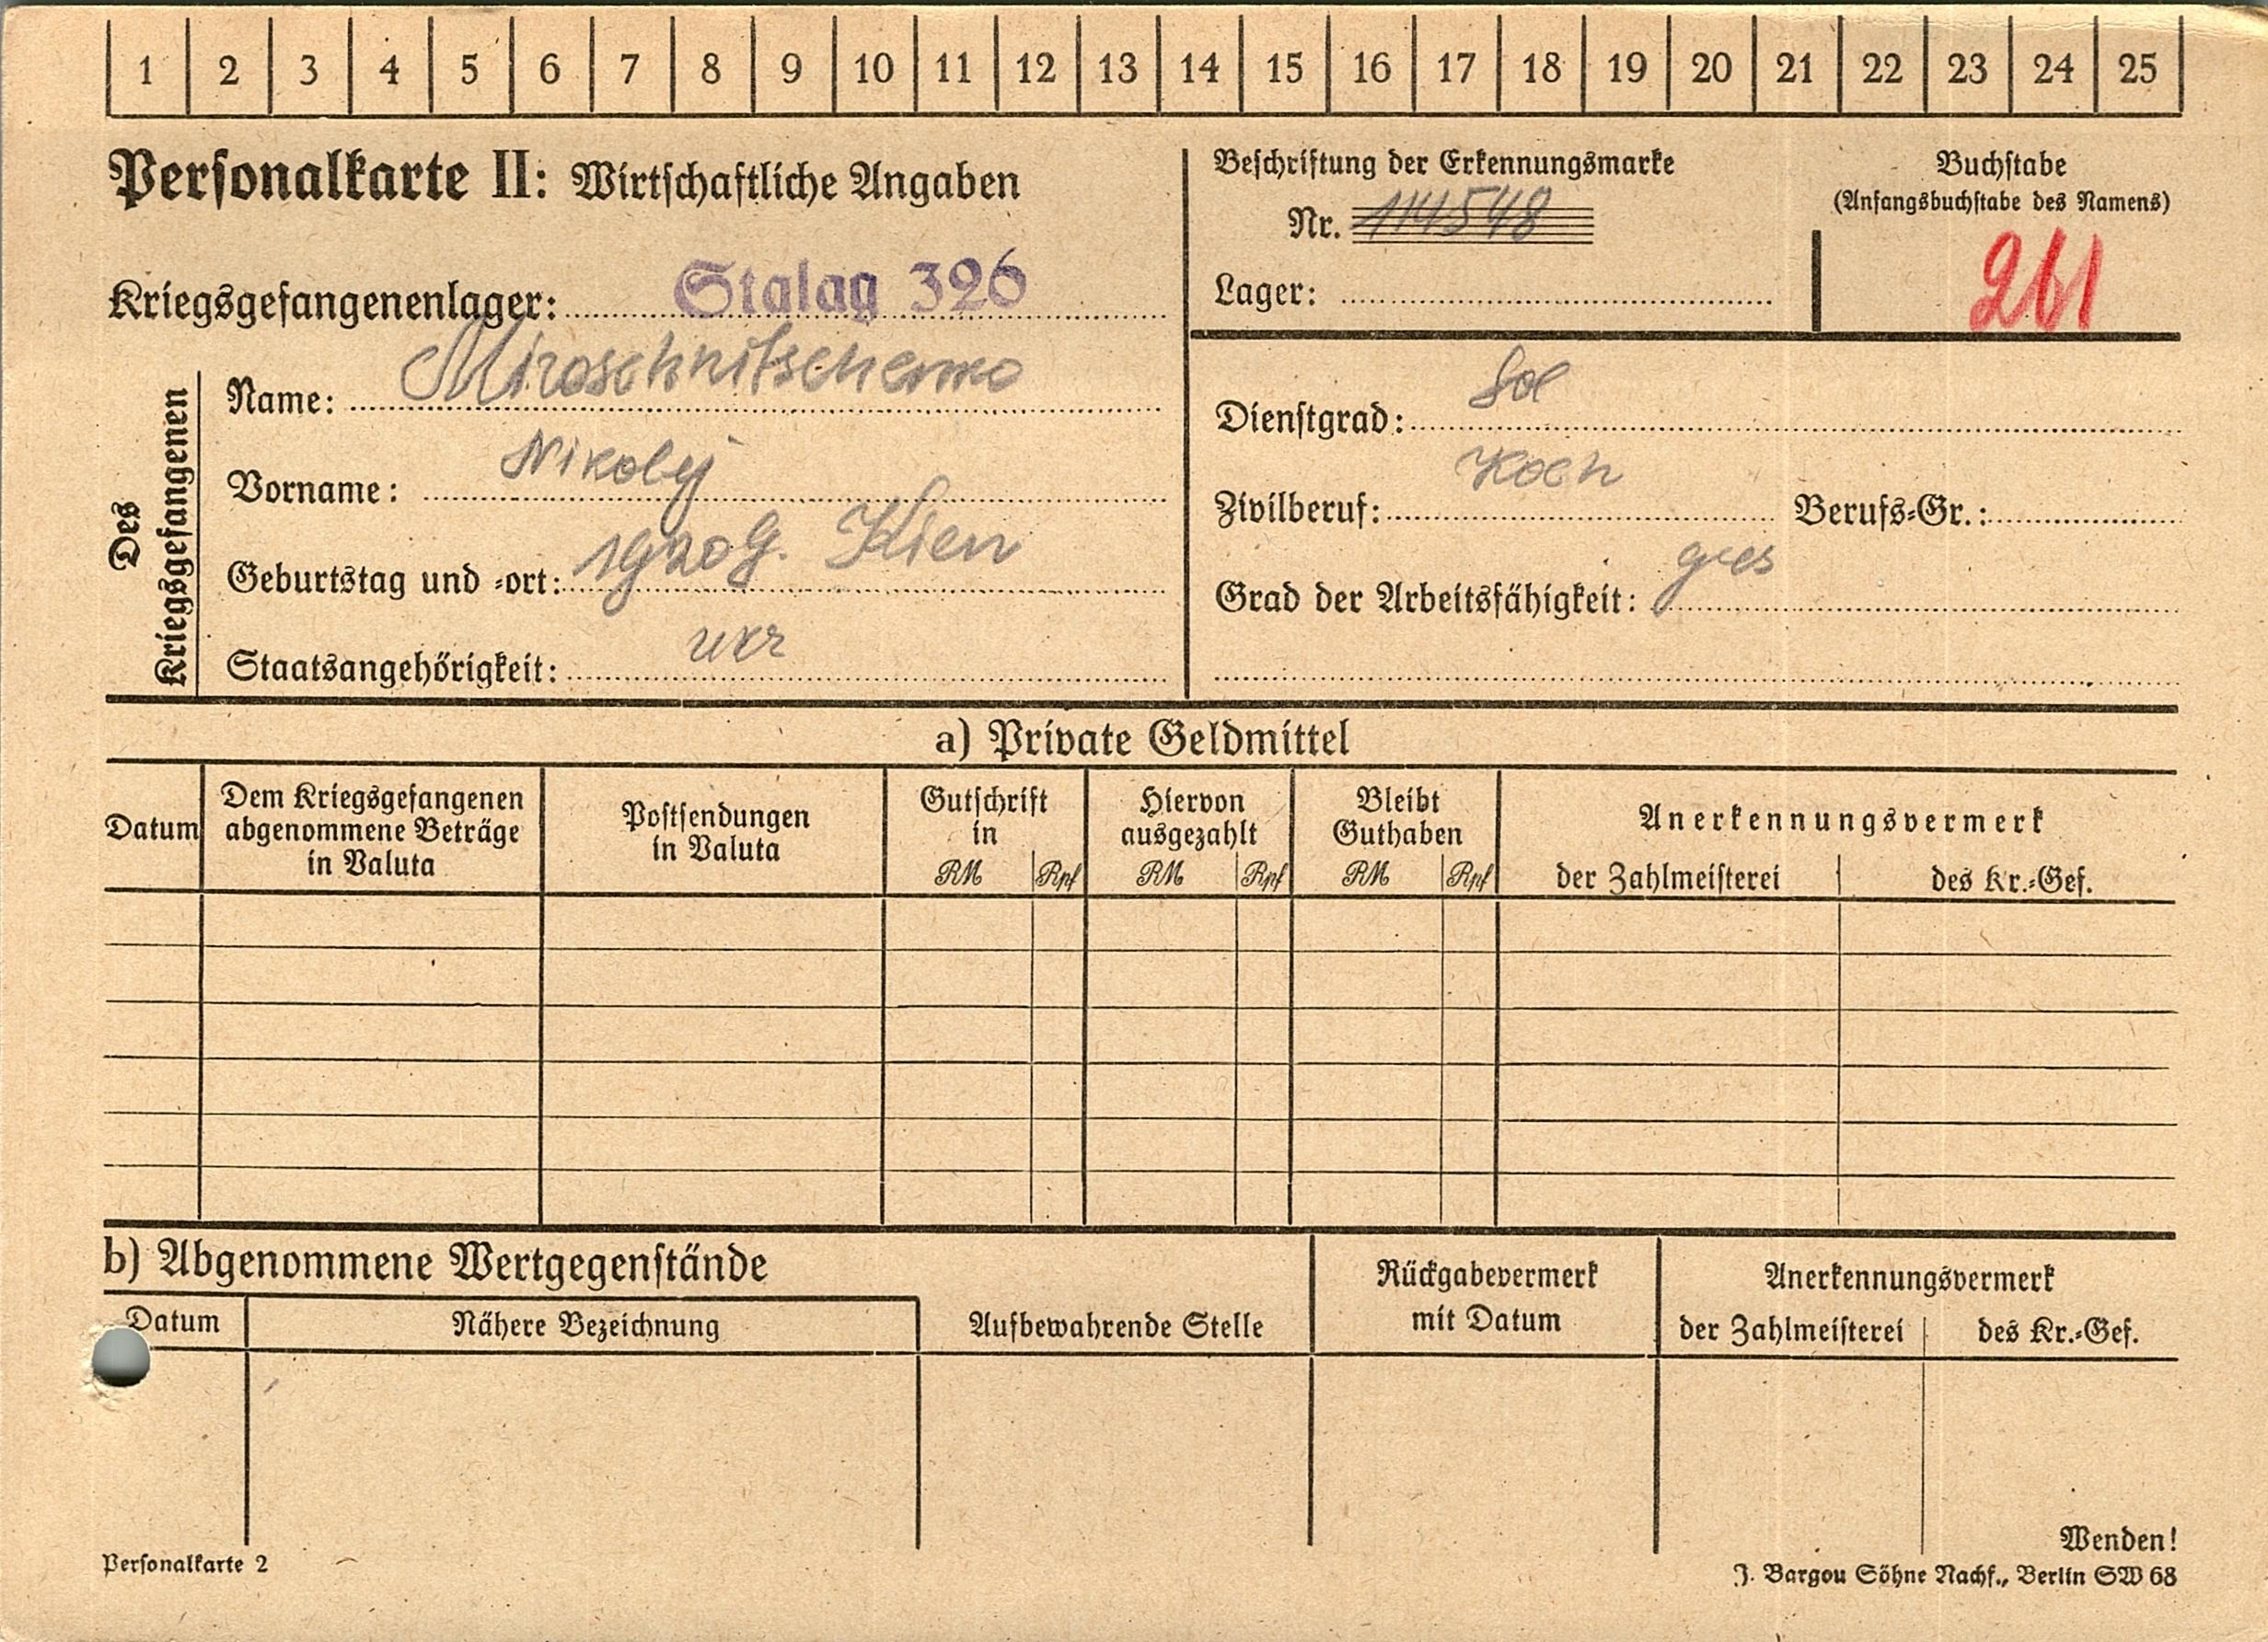 1 2 3 4 5 6 7 8 9 10 11 12 13 14 15 16 17 18 19 20 21 22 23 24 25
Personalkarte II: Wirtschaftliche Angaben
Kriegsgefangenenlager: Stalag 326
Beschriftung der Erkennungsmarke
Nr. 114548
Lager:
Buchstabe
(Anfangsbuchstabe des Namens)
261
Des Kriegsgefangenen
Name: Miroschnitschenko
Vorname: Nikolej
Geburtstag und -ort: 1920 g. Kiew
Staatsangehörigkeit: ukr
Dienstgrad: Sol
Zivilberuf: Koch Berufs-Gr.:
Grad der Arbeitsfähigkeit: ges
a) Private Geldmittel
Datum
Dem Kriegsgefangenen
abgenommene Beträge
in Valuta
Postsendungen
in Valuta
Gutschrift
in
RM Rpf
Hiervon
ausgezahlt
RM Rpf
Bleibt
Guthaben
RM Rpf
Anerkennungsvermerk
der Zahlmeisterei des Kr.-Gef.
b) Abgenommene Wertgegenstände
Datum Nähere Bezeichnung
Aufbewahrende Stelle
Rückgabevermerk
mit Datum
Anerkennungsvermerk
der Zahlmeisterei des Kr.-Gef.
Wenden!
Personalkarte 2
J. Bargou Söhne Nachf., Berlin SW 68